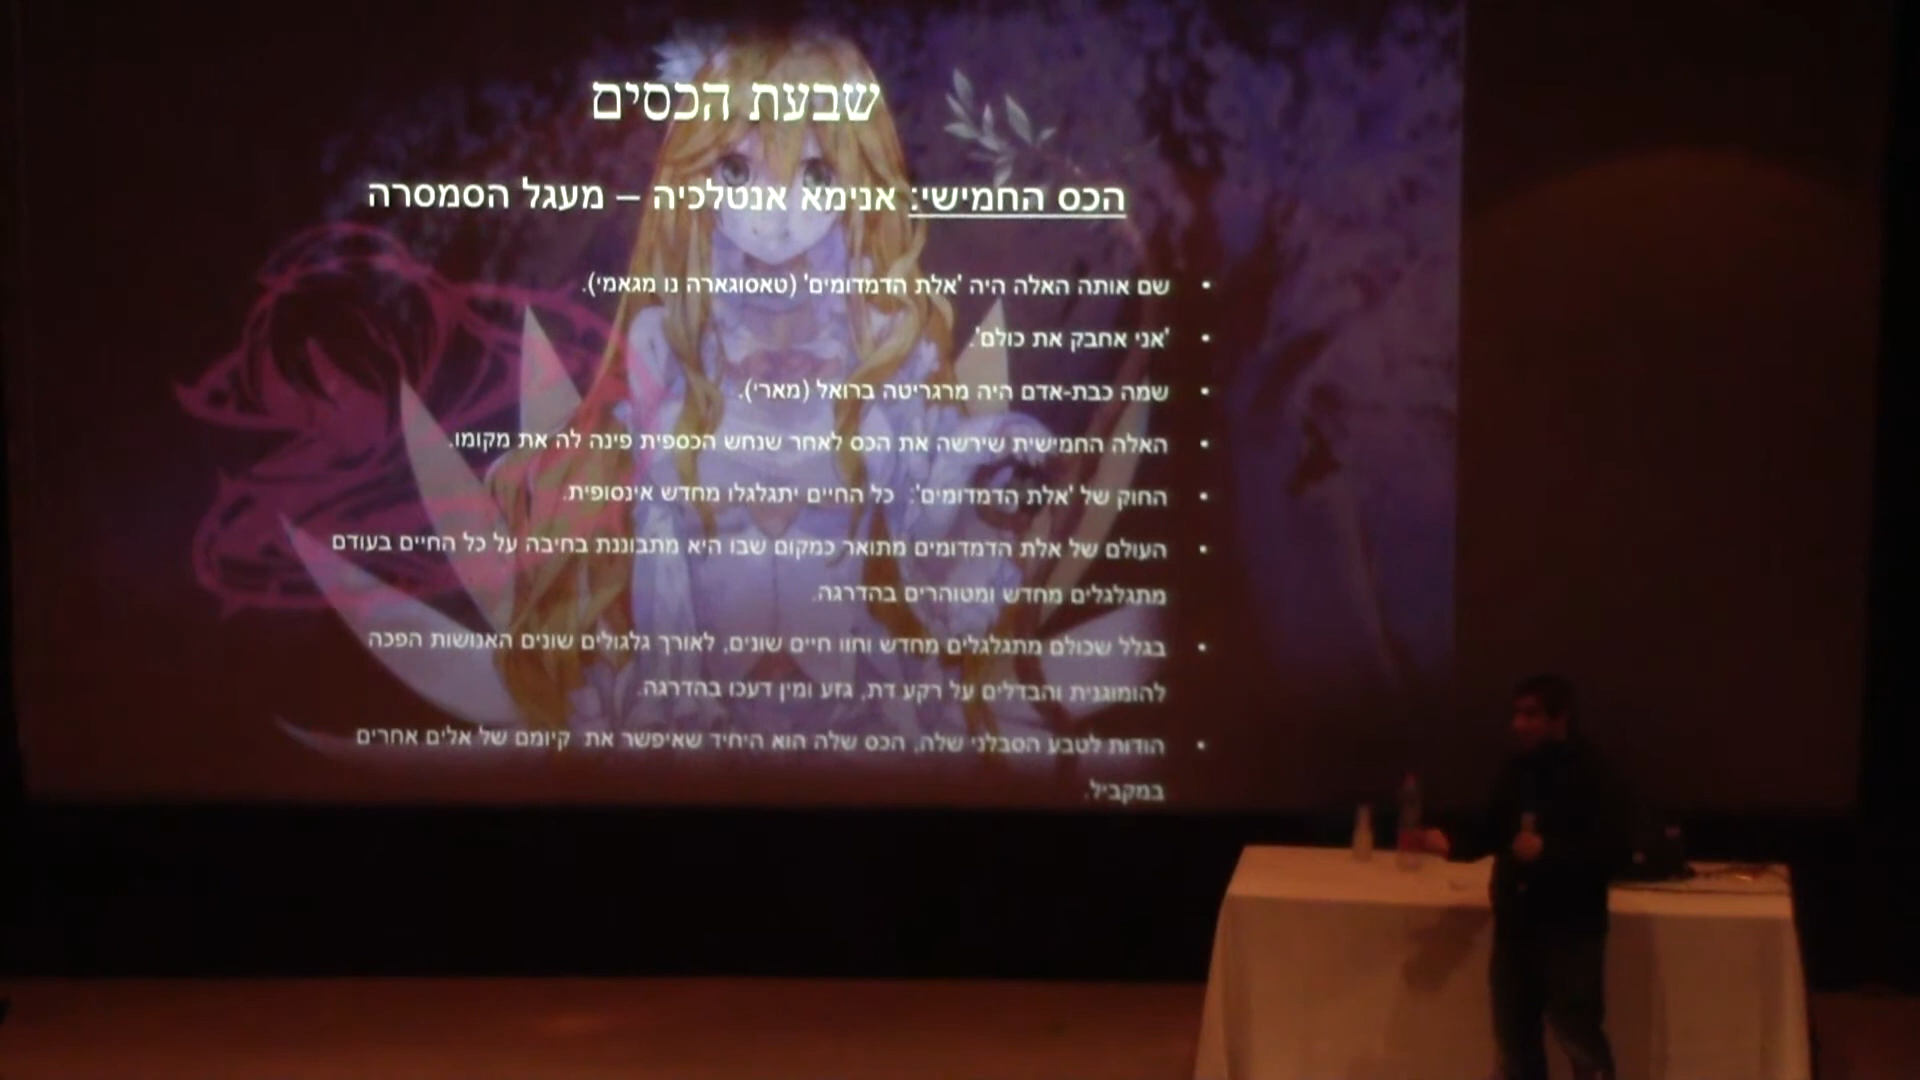 שבעת הכסים
הכס החמישי: אנימא אנטלכיה – מעגל הסמסרה
• שם אותה האלה היה 'אלת הדמדומים' (טאסוגארה נו מגאמי).
• 'אני אחבק את כולם'.
• שמה כבת-אדם היה מרגריטה ברואל (מארי).
• האלה החמישית שירשה את הכס לאחר שנחש הכספית פינה לה את מקומו.
• החוק של 'אלת הדמדומים': כל החיים יתגלגלו מחדש אינסופית.
• העולם של אלת הדמדומים מתואר כמקום שבו היא מתבוננת בחיבה על כל החיים בעודם
מתגלגלים מחדש ומטוהרים בהדרגה.
• בגלל שכולם מתגלגלים מחדש וחוו חיים שונים, לאורך גלגולים שונים האנושות הפכה
להומוגנית והבדלים על רקע דת, גזע ומין דעכו בהדרגה.
• הודות לטבע הסבלני שלה, הכס שלה הוא היחיד שאיפשר את קיומם של אלים אחרים
במקביל.